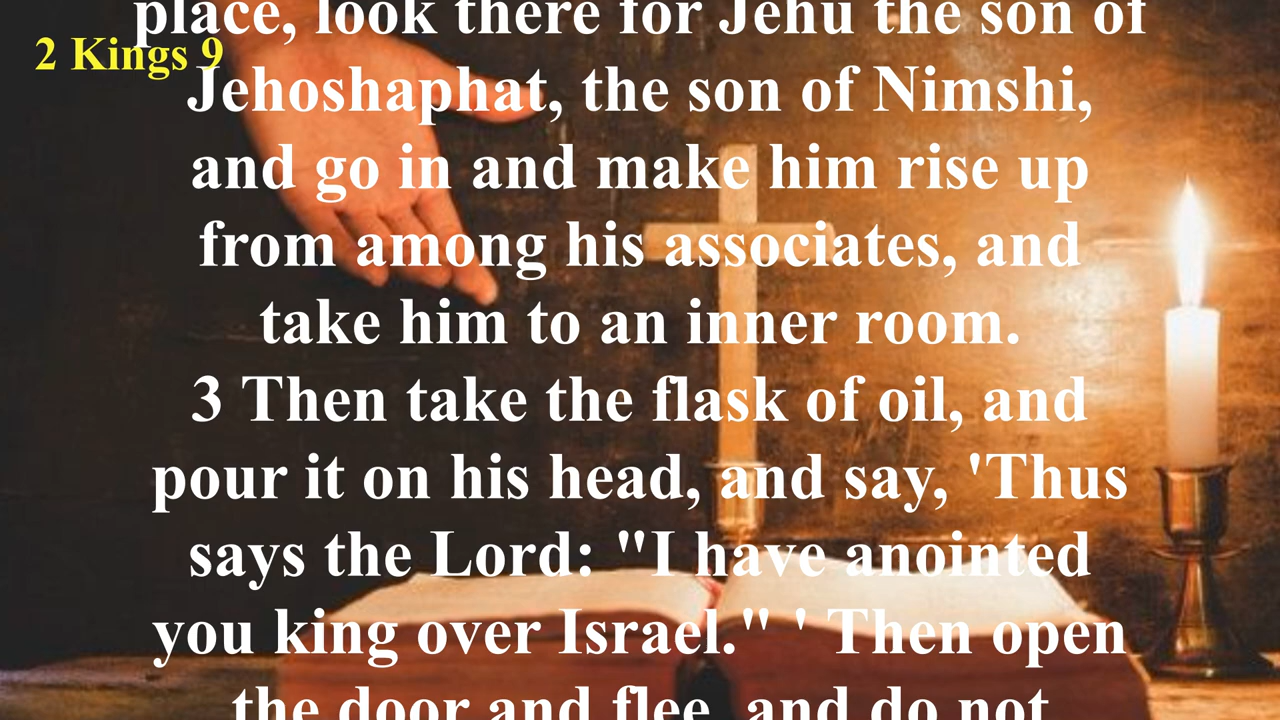 place, look there for Jehu the son of
2 Kings 9
Jehoshaphat, the son of Nimshi,
and go in and make him rise up
from among his associates, and
take him to an inner room.
3 Then take the flask of oil, and
pour it on his head, and say, 'Thus
says the Lord: "I have anointed
you king over Israel." ' Then open
the door and flee, and do not